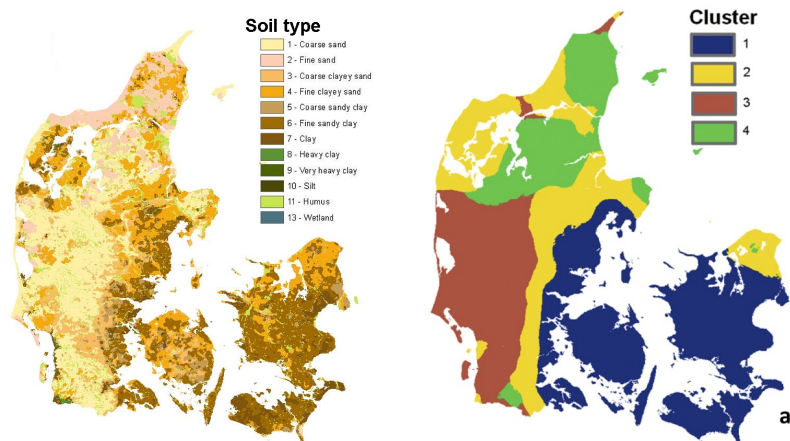 Soil type
1 - Coarse sand
2 - Fine sand
3 - Coarse clayey sand
4 - Fine clayey sand
5 - Coarse sandy clay
6 - Fine sandy clay
7 - Clay
8 - Heavy clay
9 - Very heavy clay
10 - Silt
11 - Humus
13 - Wetland
Cluster
1
2
3
4
a